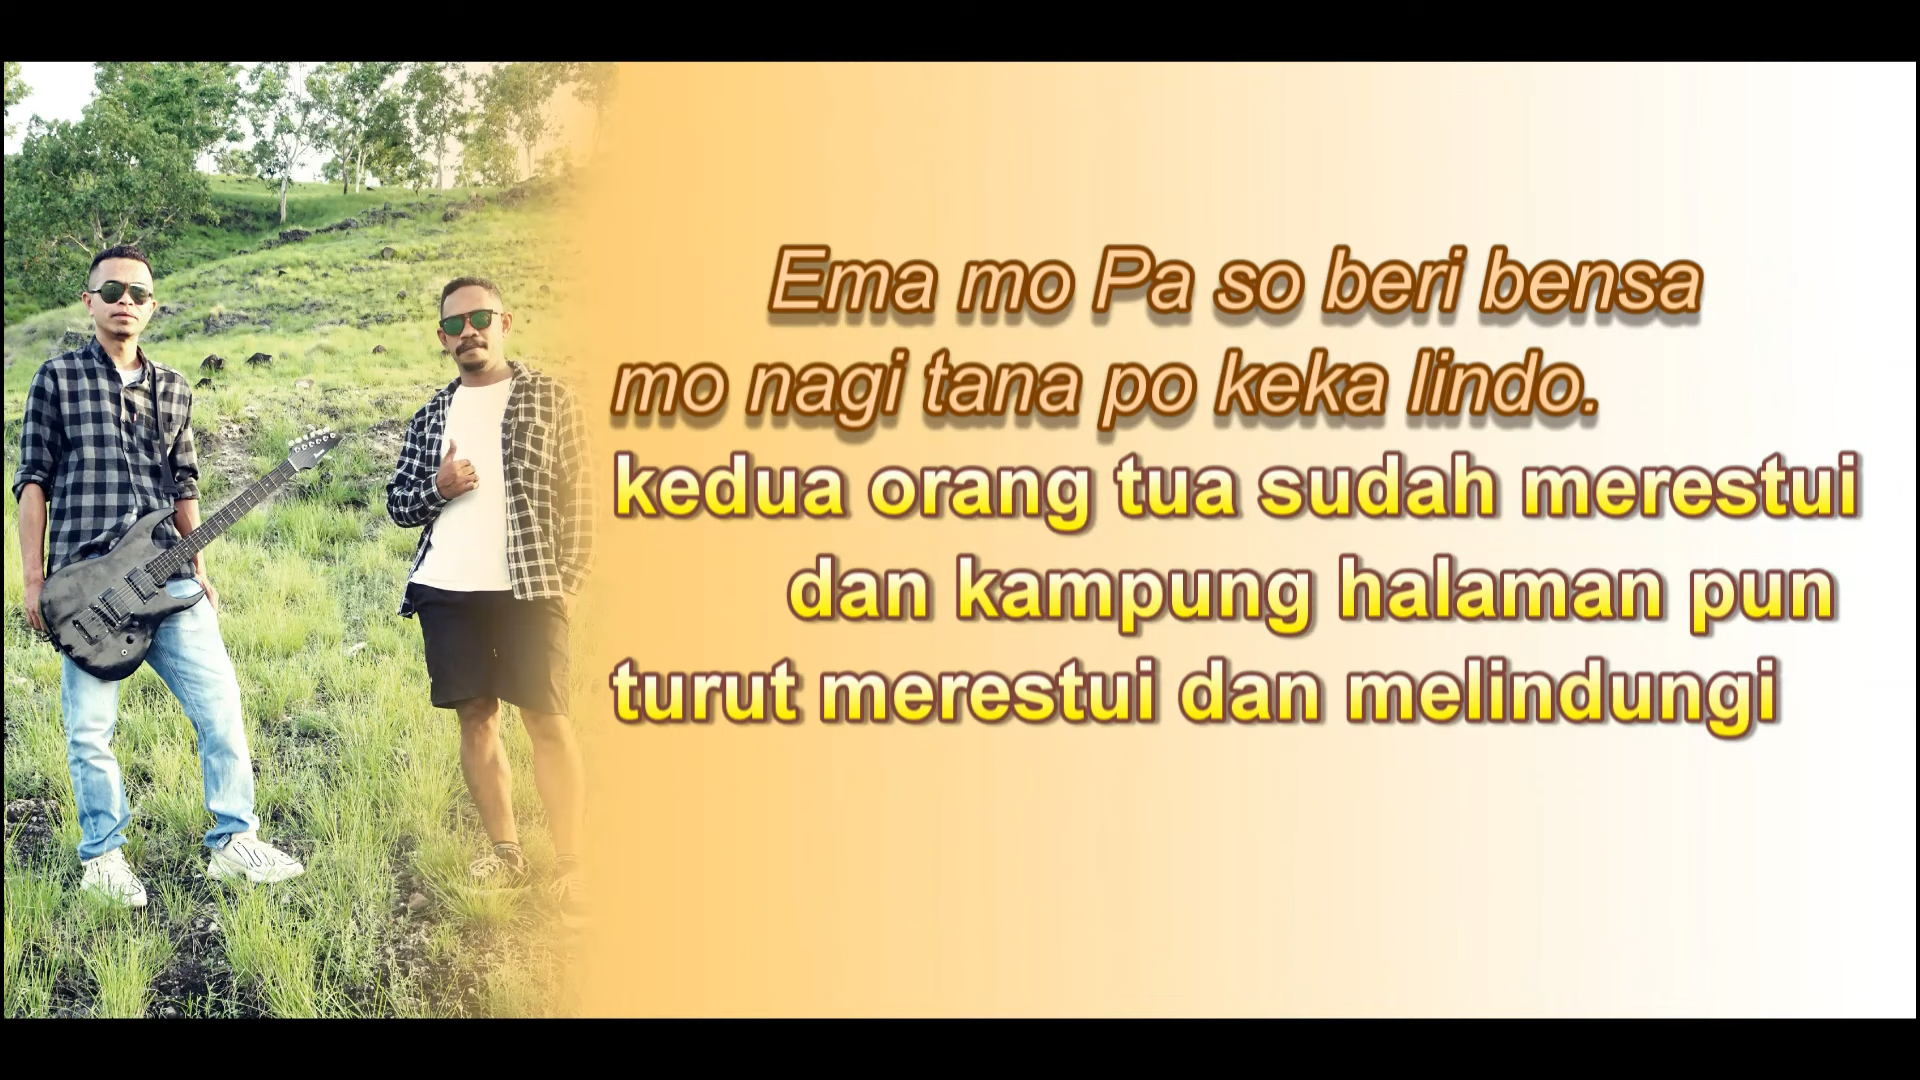 Ema mo Pa so beri bensa
mo nagi tana po keka lindo.
kedua orang tua sudah merestui
dan kampung halaman pun
turut merestui dan melindungi